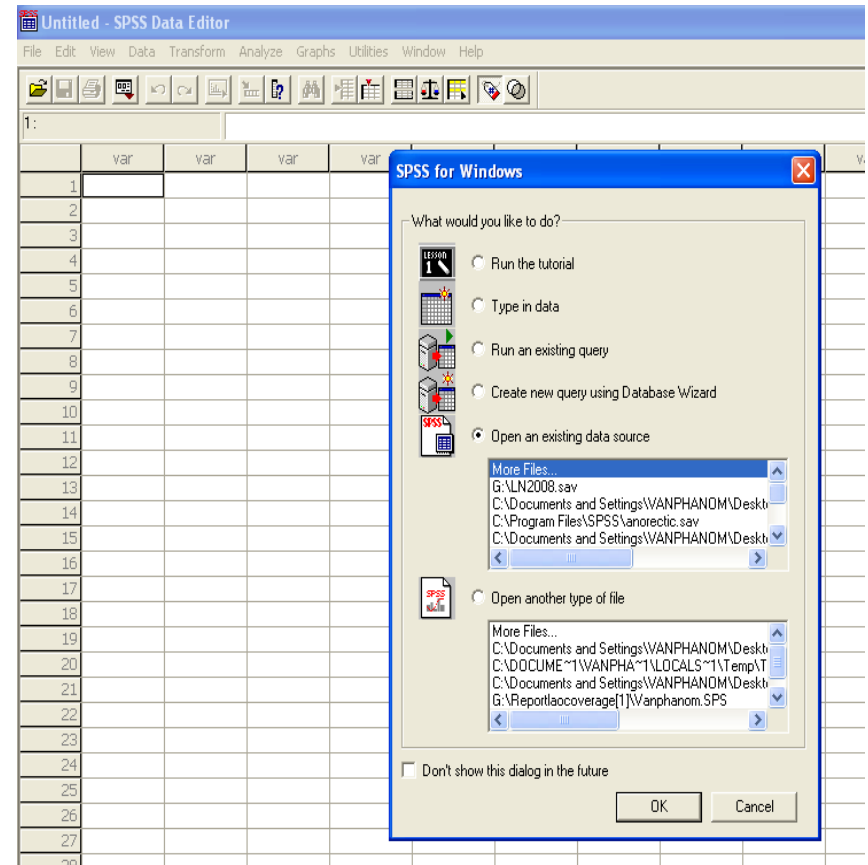 Untitled - SPSS Data Editor
File Edit View Data Transform Analyze Graphs Utilities Window Help
1:
var var var var
SPSS for Windows
What would you like to do?
LESSON 1
Run the tutorial
Type in data
Run an existing query
Create new query using Database Wizard
SPSS
Open an existing data source
More Files...
G:\LN2008.sav
C:\Documents and Settings\VANPHANOM\Deskt
C:\Program Files\SPSS\anorectic.sav
C:\Documents and Settings\VANPHANOM\Deskt
SPSS
Open another type of file
More Files...
C:\Documents and Settings\VANPHANOM\Deskt
C:\DOCUME~1\VANPHA~1\LOCALS~1\Temp\T
C:\Documents and Settings\VANPHANOM\Deskt
G:\Reportlaocoverage[1]\Vanphanom.SPS
Don't show this dialog in the future
OK Cancel
1
2
3
4
5
6
7
8
9
10
11
12
13
14
15
16
17
18
19
20
21
22
23
24
25
26
27